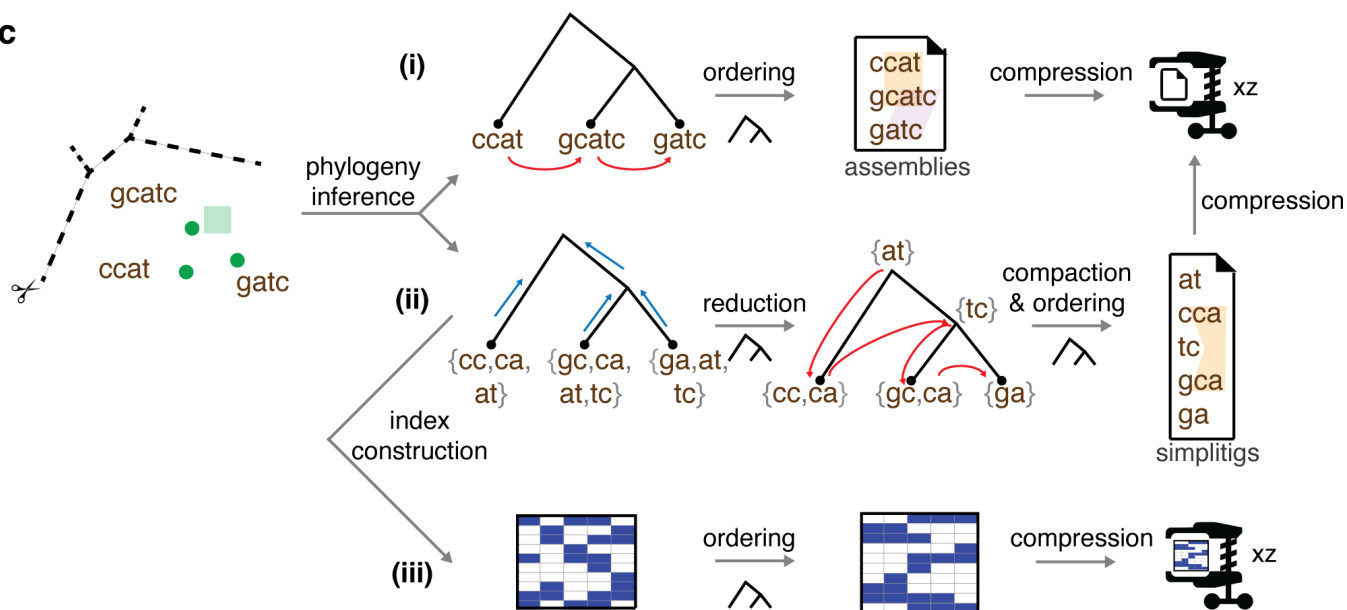 c
gcatc
ccat
gatc
phylogeny
inference
(i)
ccat gcatc gatc
ordering
ccat
gcatc
gatc
assemblies
compression
xz
(ii)
{cc,ca,
at}
{gc,ca,
at,tc}
{ga,at,
tc}
reduction
{at}
{tc}
{cc,ca} {gc,ca} {ga}
compaction
& ordering
at
cca
tc
gca
ga
simplitigs
compression
index
construction
(iii)
ordering
compression
xz